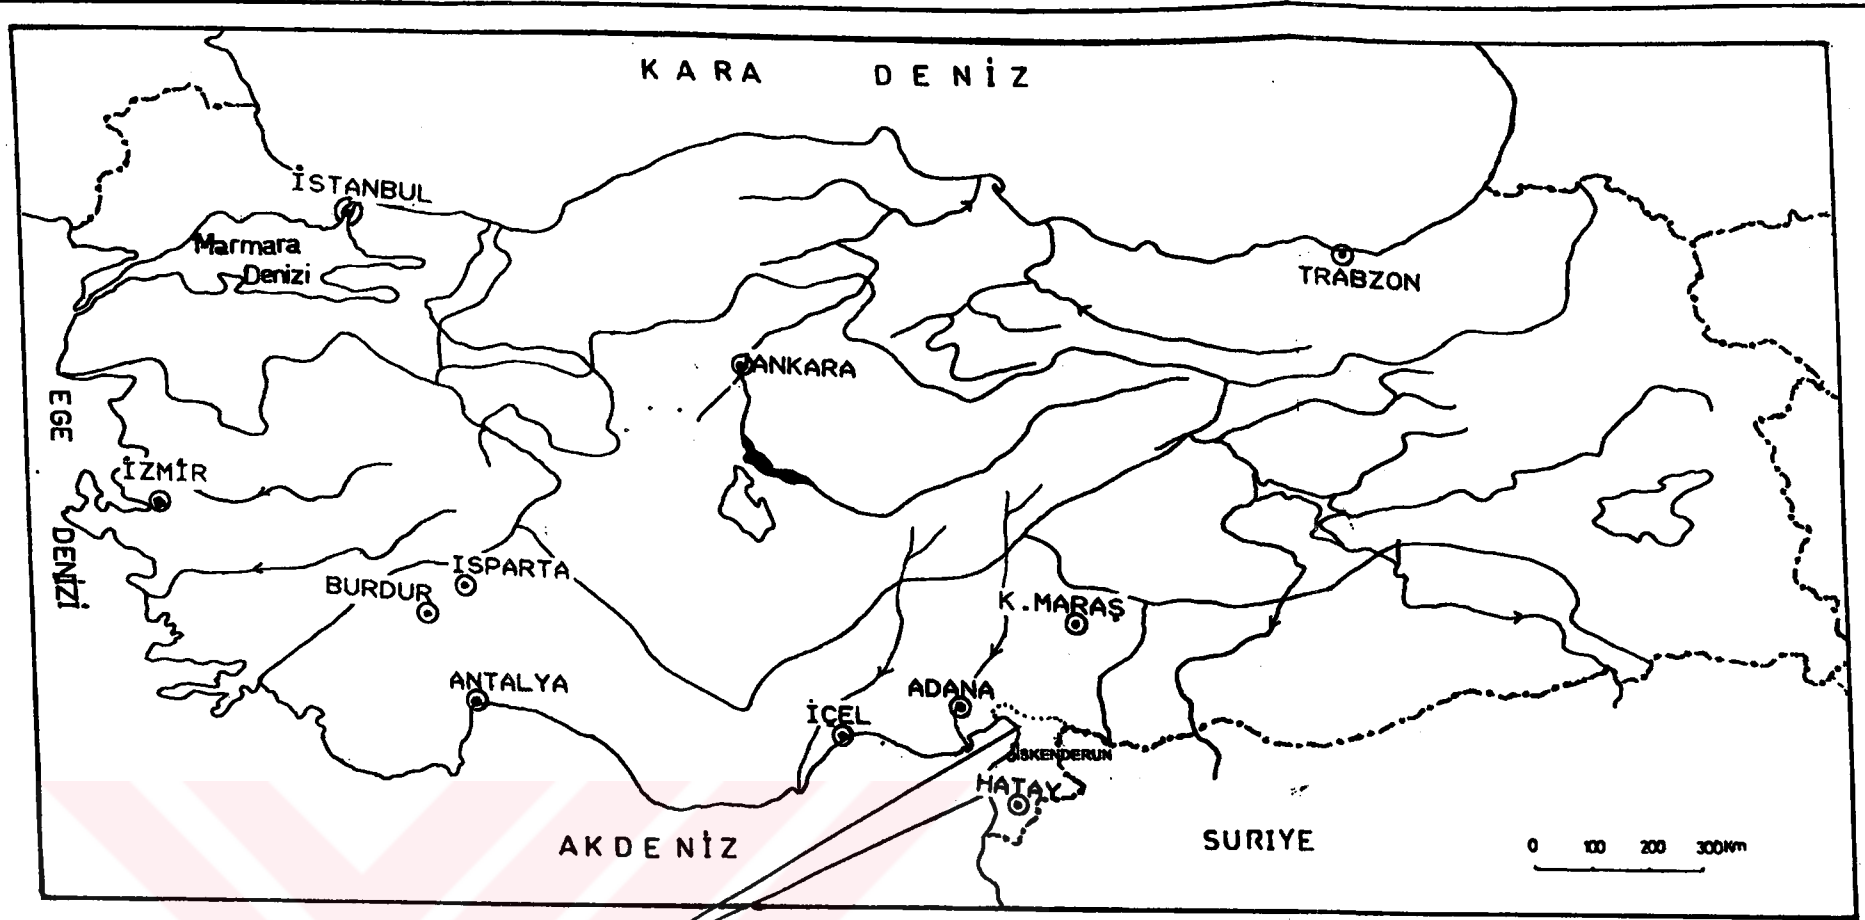 KARA DENİZ
İSTANBUL
Marmara
Denizi
TRABZON
ANKARA
EGE DENİZİ
İZMİR
ISPARTA
BURDUR
K.MARAŞ
ANTALYA
ADANA
İÇEL
İSKENDERUN
HATAY
AKDENİZ
SURIYE
0 100 200 300Km